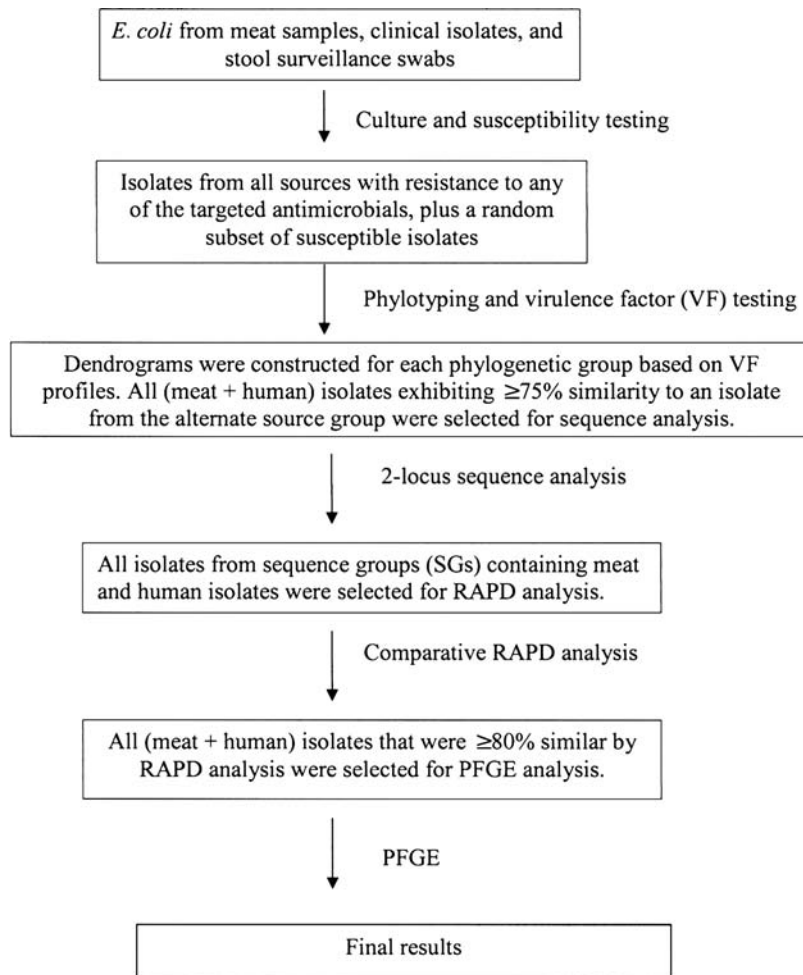 E. coli from meat samples, clinical isolates, and
stool surveillance swabs
Culture and susceptibility testing
Isolates from all sources with resistance to any
of the targeted antimicrobials, plus a random
subset of susceptible isolates
Phylotyping and virulence factor (VF) testing
Dendrograms were constructed for each phylogenetic group based on VF
profiles. All (meat + human) isolates exhibiting ≥75% similarity to an isolate
from the alternate source group were selected for sequence analysis.
2-locus sequence analysis
All isolates from sequence groups (SGs) containing meat
and human isolates were selected for RAPD analysis.
Comparative RAPD analysis
All (meat + human) isolates that were ≥80% similar by
RAPD analysis were selected for PFGE analysis.
PFGE
Final results